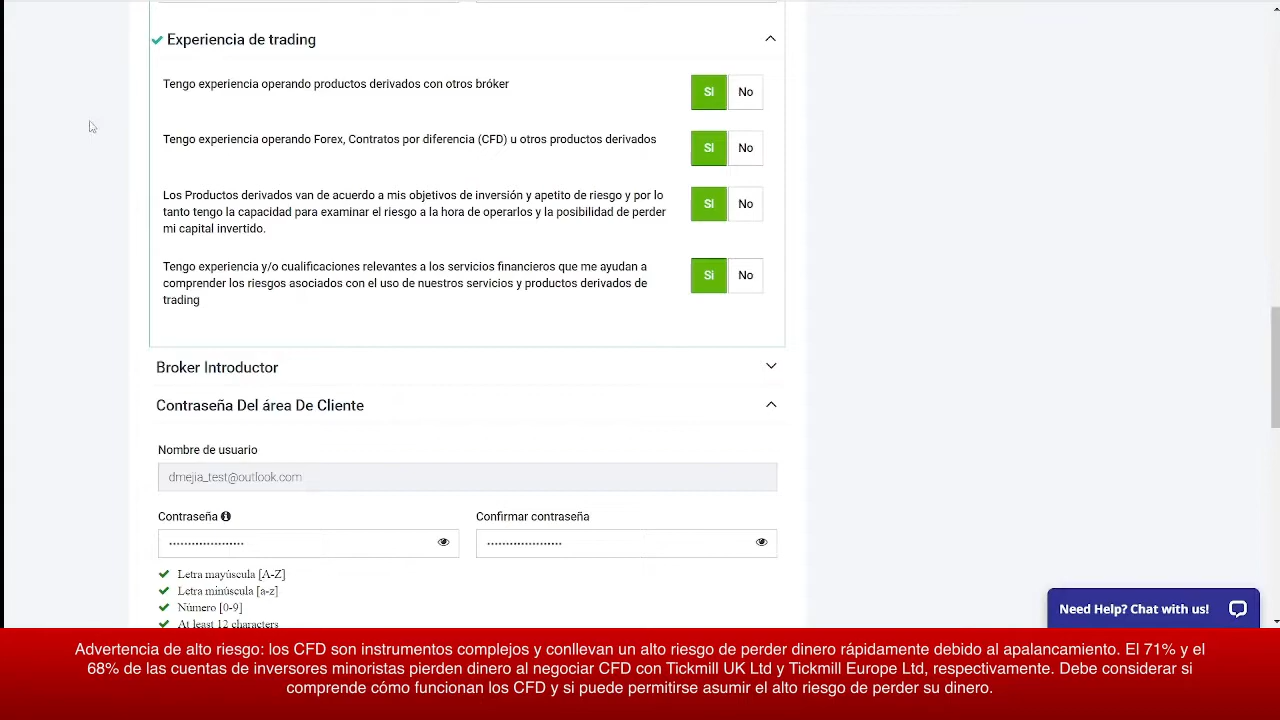 Experiencia de trading
Tengo experiencia operando productos derivados con otros bróker
SI No
Tengo experiencia operando Forex, Contratos por diferencia (CFD) u otros productos derivados
SI No
Los Productos derivados van de acuerdo a mis objetivos de inversión y apetito de riesgo y por lo
tanto tengo la capacidad para examinar el riesgo a la hora de operarlos y la posibilidad de perder
mi capital invertido.
SI No
Tengo experiencia y/o cualificaciones relevantes a los servicios financieros que me ayudan a
comprender los riesgos asociados con el uso de nuestros servicios y productos derivados de
trading
Si No
Broker Introductor
Contraseña Del área De Cliente
Nombre de usuario
dmejia_test@outlook.com
Contraseña Confirmar contraseña
Letra mayúscula [A-Z]
Letra minúscula [a-z]
Número [0-9]
At least 12 characters
Need Help? Chat with us!
Advertencia de alto riesgo: los CFD son instrumentos complejos y conllevan un alto riesgo de perder dinero rápidamente debido al apalancamiento. El 71% y el
68% de las cuentas de inversores minoristas pierden dinero al negociar CFD con Tickmill UK Ltd y Tickmill Europe Ltd, respectivamente. Debe considerar si
comprende cómo funcionan los CFD y si puede permitirse asumir el alto riesgo de perder su dinero.